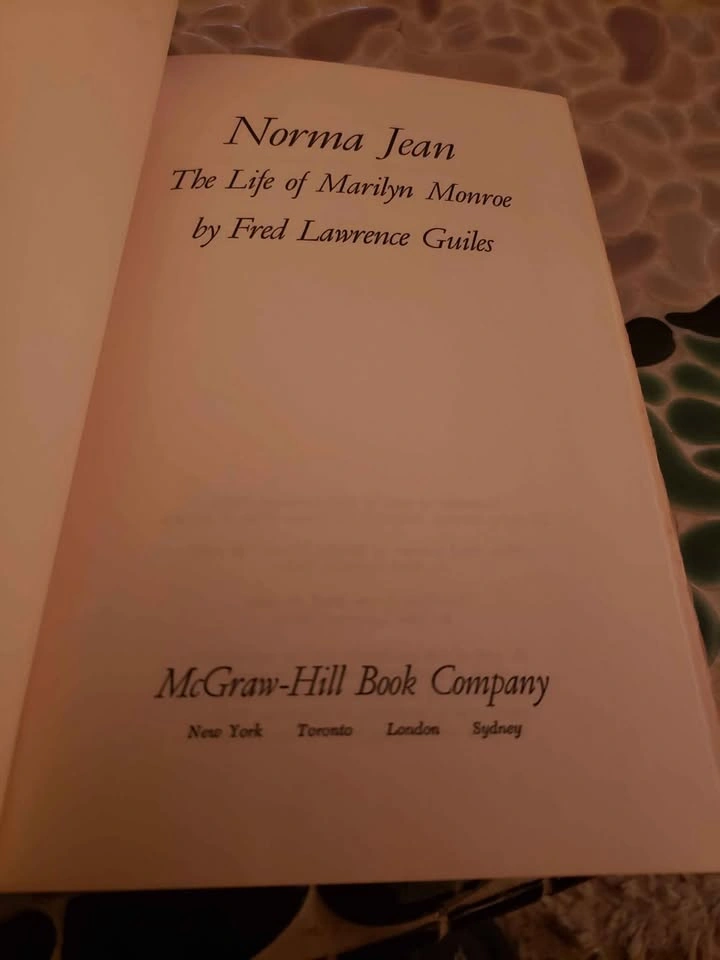 Norma Jean
The Life of Marilyn Monroe
by Fred Lawrence Guiles
McGraw-Hill Book Company
New York Toronto London Sydney